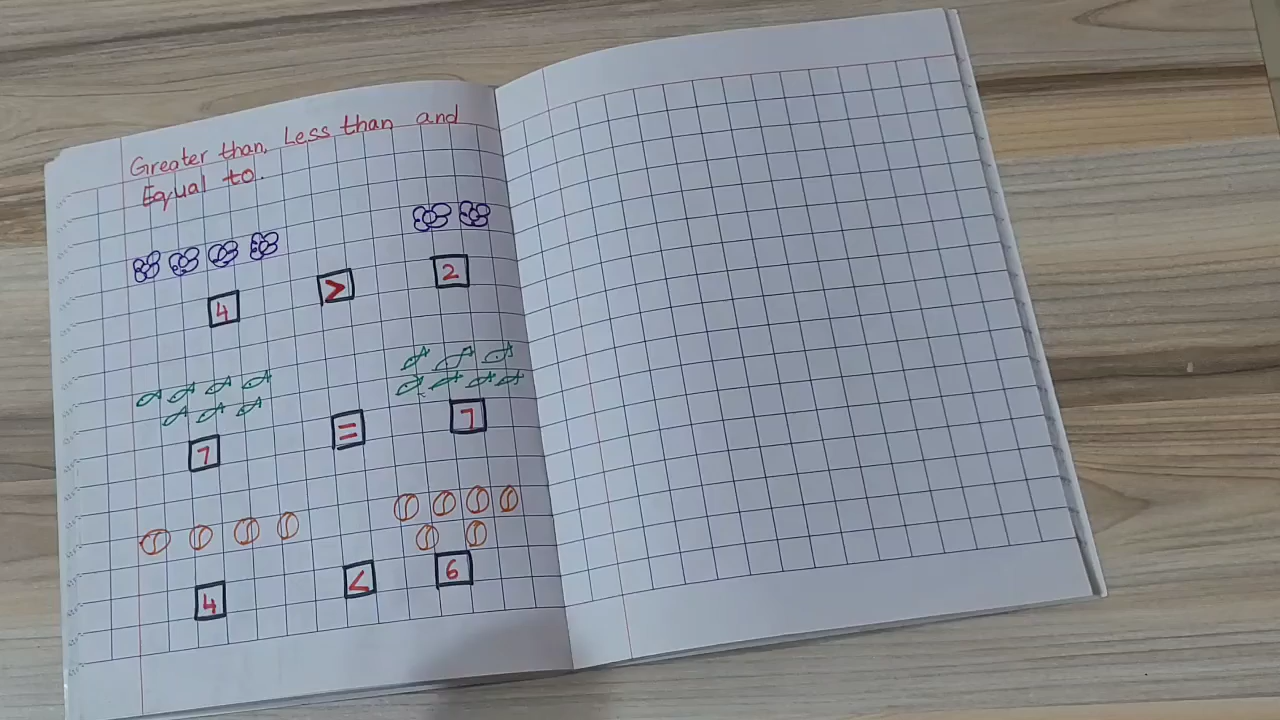 Greater than, Less than and
Equal to.
4 > 2
7 = 7
4 < 6